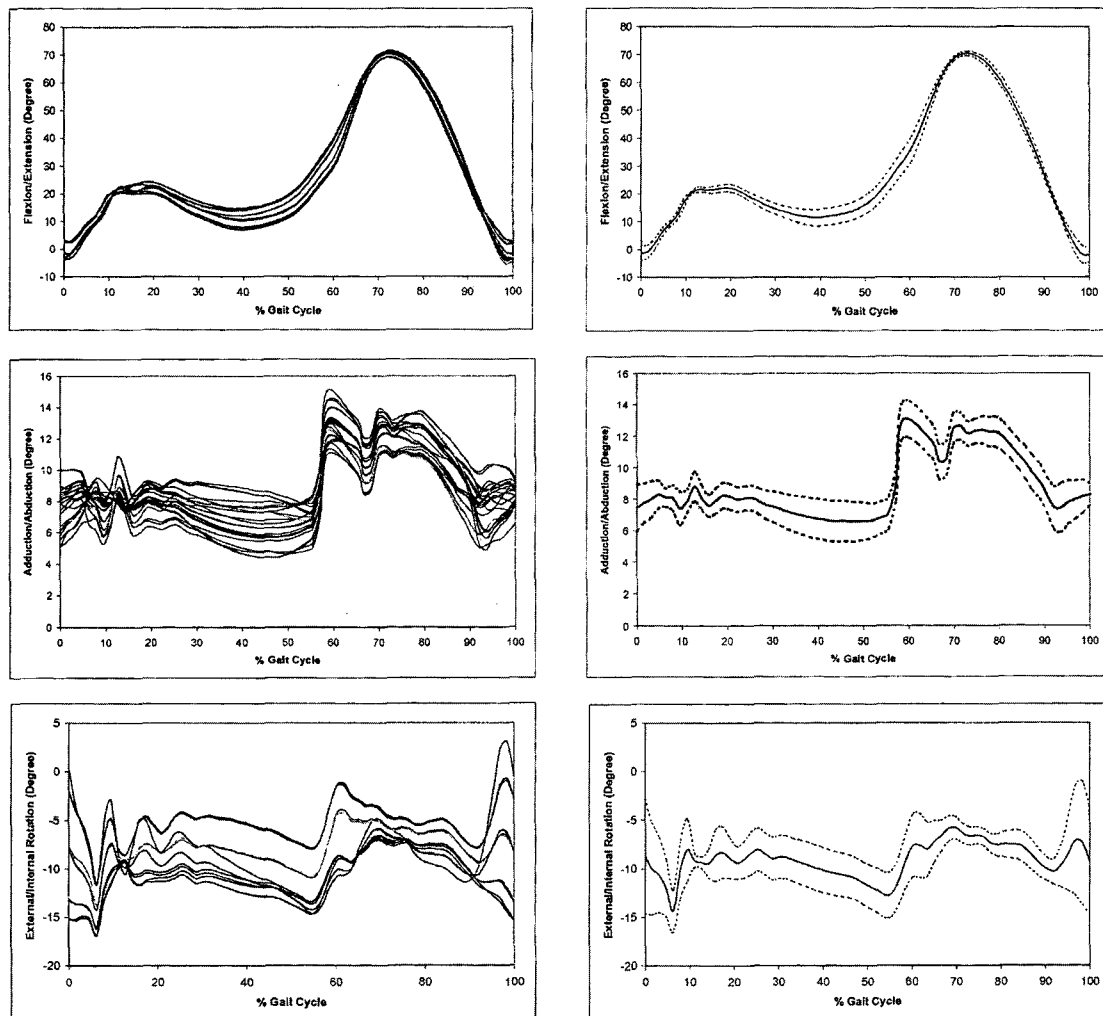 80
70
60
50
40
30
20
10
0
-10
Flexion/Extension (Degree)
0 10 20 30 40 50 60 70 80 90 100
% Gait Cycle
80
70
60
50
40
30
20
10
0
-10
Flexion/Extension (Degree)
0 10 20 30 40 50 60 70 80 90 100
% Gait Cycle
16
14
12
10
8
6
4
2
0
Adduction/Abduction (Degree)
0 10 20 30 40 50 60 70 80 90 100
% Gait Cycle
16
14
12
10
8
6
4
2
0
Adduction/Abduction (Degree)
0 10 20 30 40 50 60 70 80 90 100
% Gait Cycle
5
0
-5
-10
-15
-20
External/Internal Rotation (Degree)
0 20 40 60 80 100
% Gait Cycle
5
0
-5
-10
-15
-20
External/Internal Rotation (Degree)
0 10 20 30 40 50 60 70 80 90 100
% Gait Cycle